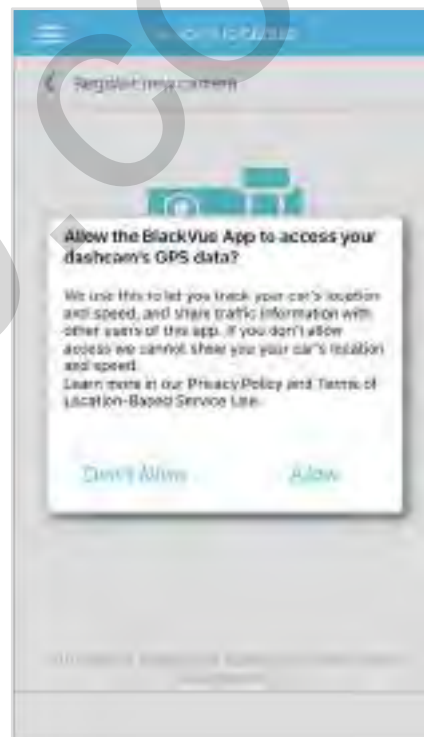 Register new camera
Allow the BlackVue App to access your
dashcam's GPS data?
We use this to let you track your car's location
and speed, and share traffic information with
other users of this app. If you don't allow
access we cannot show you your car's location
and speed.
Learn more in our Privacy Policy and Terms of
Location-Based Service Use.
Don't Allow
Allow